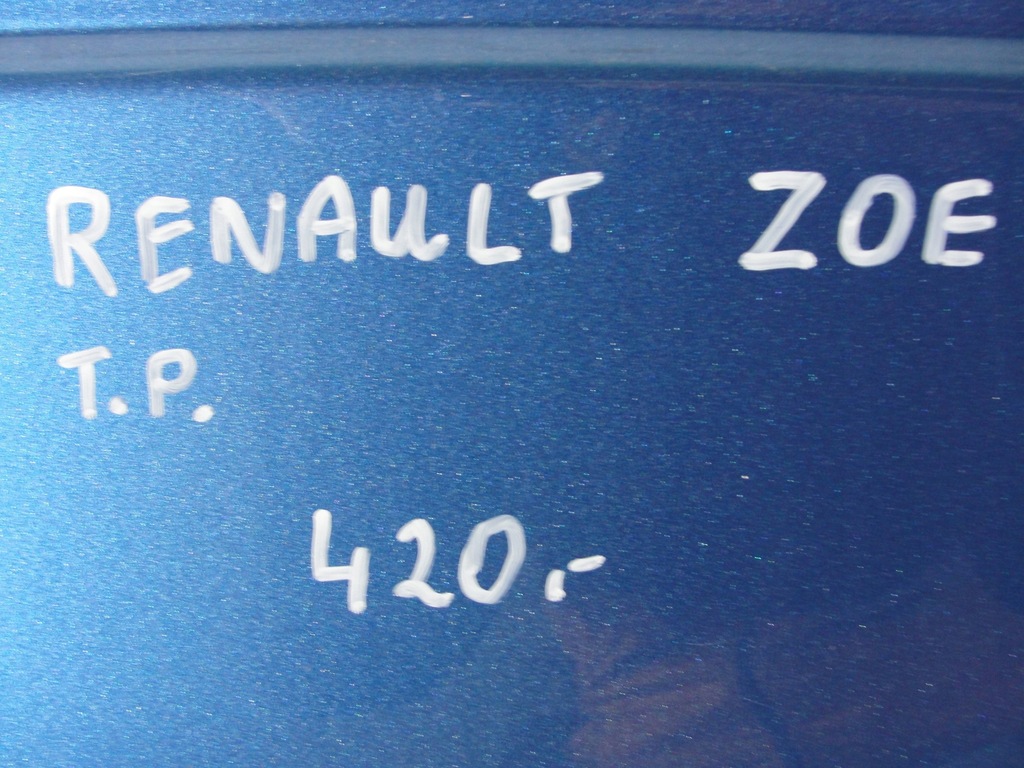 RENAULT ZOE
T.P.
420,-